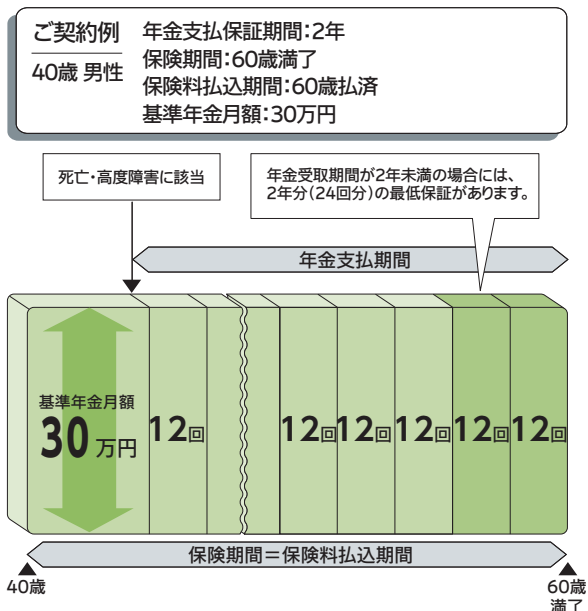 ご契約例
40歳 男性
年金支払保証期間:2年
保険期間:60歳満了
保険料払込期間:60歳払済
基準年金月額:30万円
死亡・高度障害に該当
年金受取期間が2年未満の場合には、
2年分(24回分)の最低保証があります。
年金支払期間
基準年金月額
30万円
12回
12回
12回
12回
12回
12回
保険期間=保険料払込期間
40歳
60歳
満了